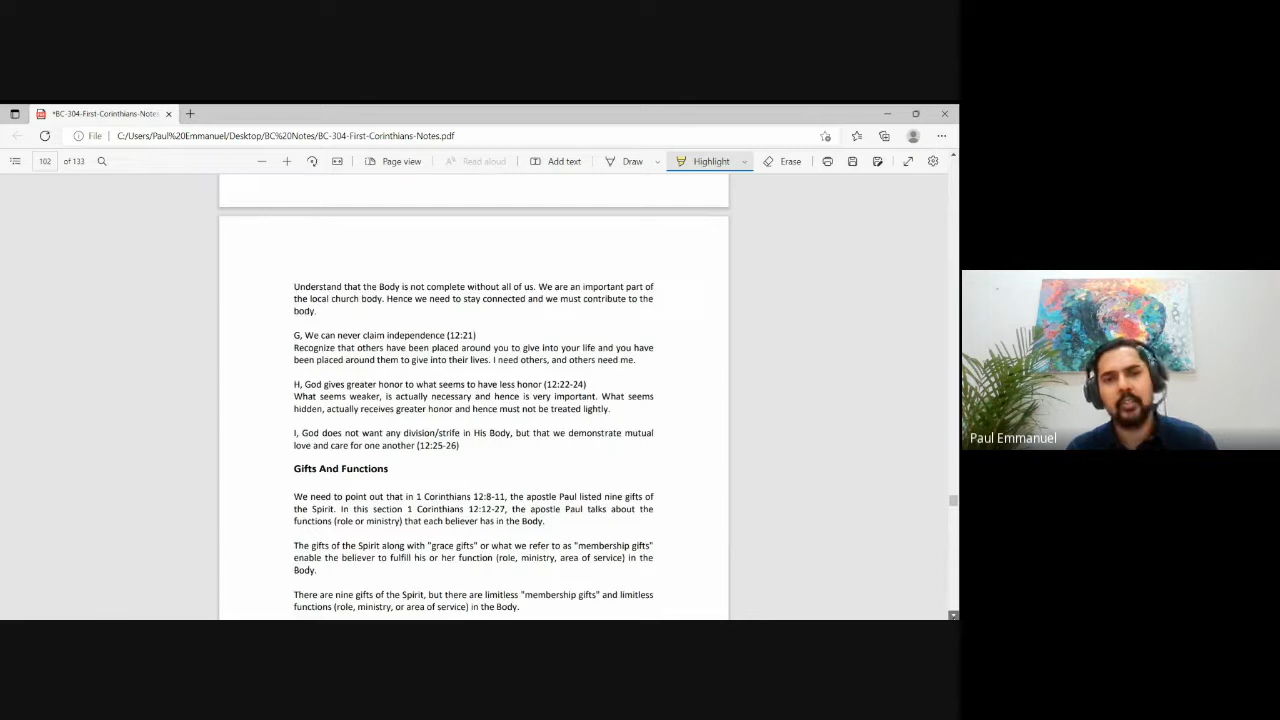 *BC-304-First-Corinthians-Notes
File C:/Users/Paul%20Emmanuel/Desktop/BC%20Notes/BC-304-First-Corinthians-Notes.pdf
102 of 133 Page view Read aloud Add text Draw Highlight Erase
Understand that the Body is not complete without all of us. We are an important part of
the local church body. Hence we need to stay connected and we must contribute to the
body.
G, We can never claim independence (12:21)
Recognize that others have been placed around you to give into your life and you have
been placed around them to give into their lives. I need others, and others need me.
H, God gives greater honor to what seems to have less honor (12:22-24)
What seems weaker, is actually necessary and hence is very important. What seems
hidden, actually receives greater honor and hence must not be treated lightly.
I, God does not want any division/strife in His Body, but that we demonstrate mutual
love and care for one another (12:25-26)
Gifts And Functions
We need to point out that in 1 Corinthians 12:8-11, the apostle Paul listed nine gifts of
the Spirit. In this section 1 Corinthians 12:12-27, the apostle Paul talks about the
functions (role or ministry) that each believer has in the Body.
The gifts of the Spirit along with "grace gifts" or what we refer to as "membership gifts"
enable the believer to fulfill his or her function (role, ministry, area of service) in the
Body.
There are nine gifts of the Spirit, but there are limitless "membership gifts" and limitless
functions (role, ministry, or area of service) in the Body.
Paul Emmanuel